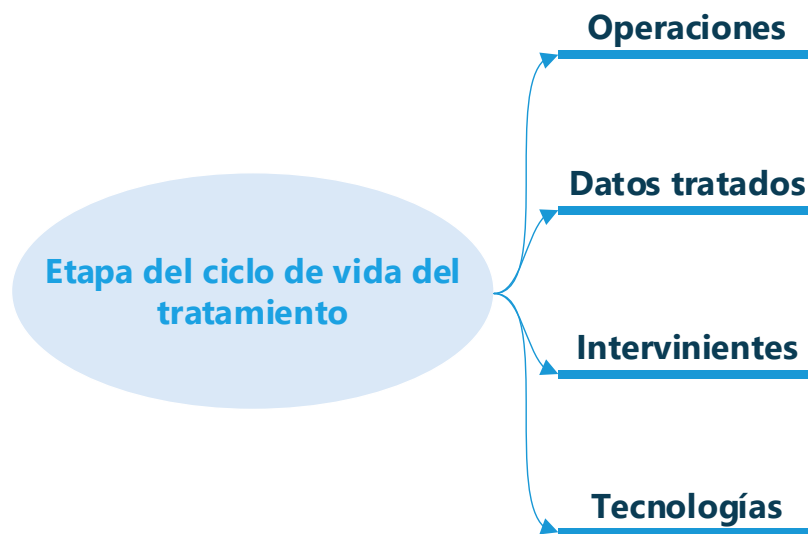 Operaciones
Datos tratados
Etapa del ciclo de vida del
tratamiento
Intervinientes
Tecnologías